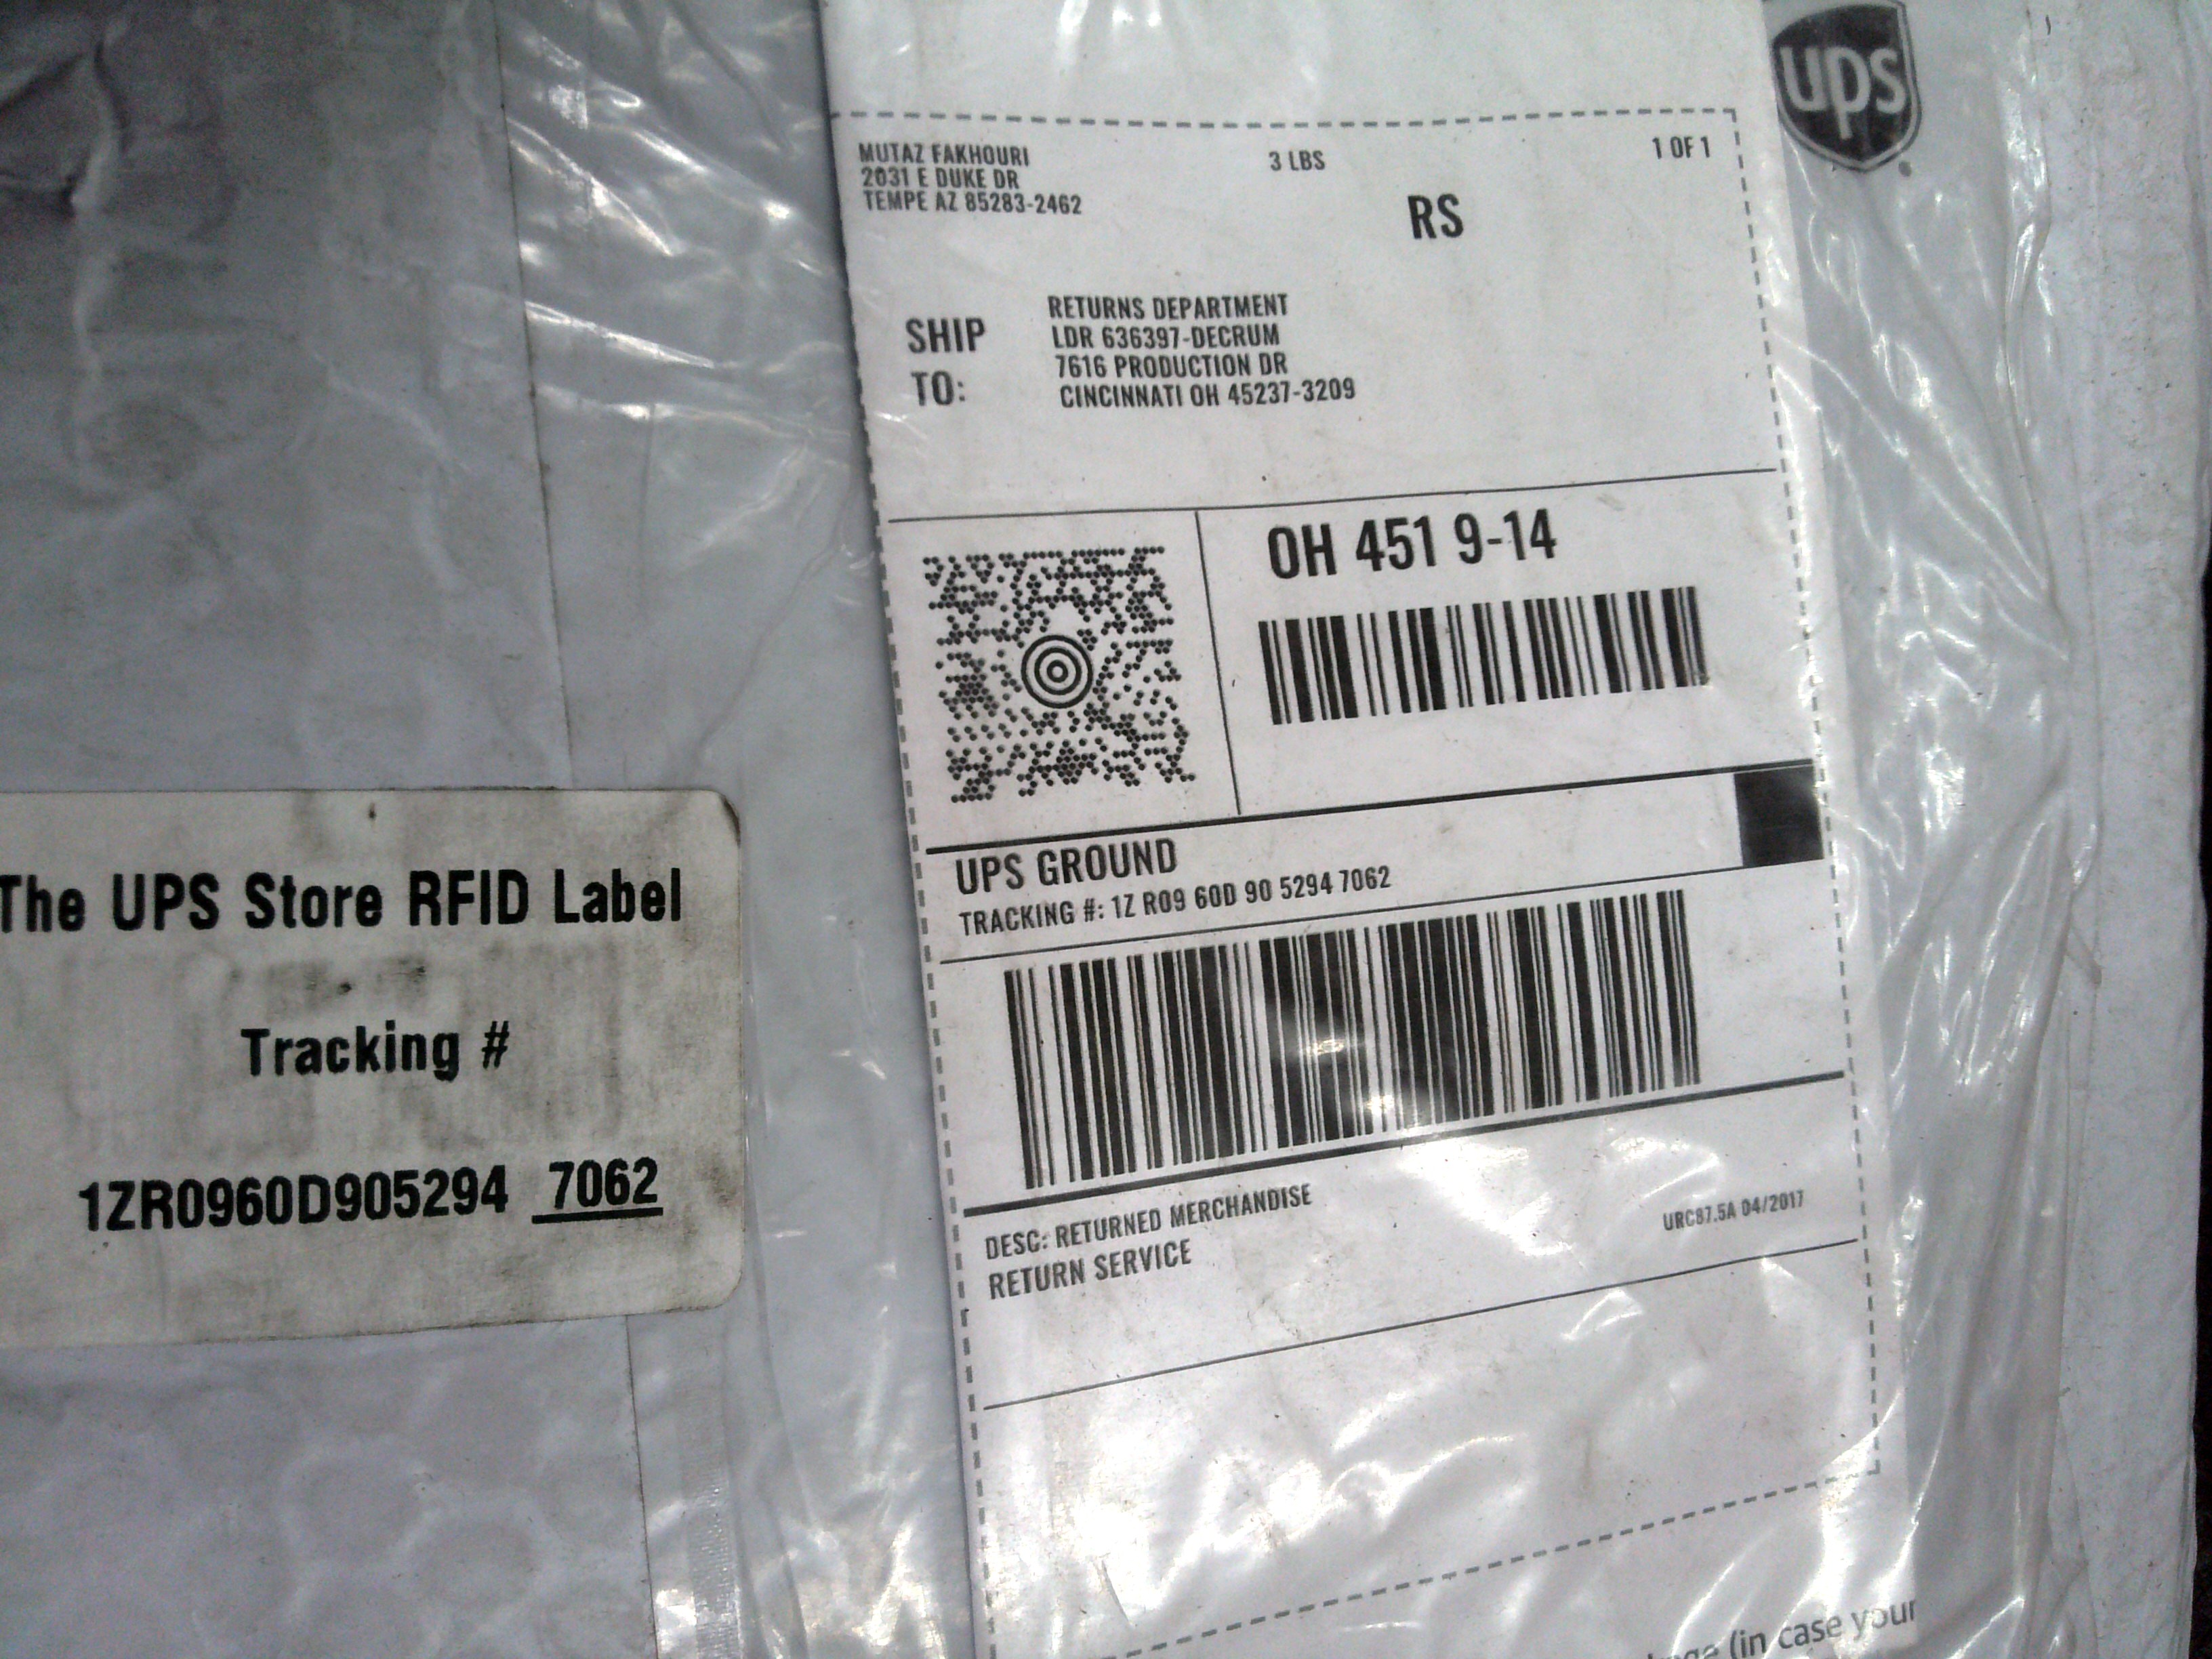 ups
MUTAZ FAKHOURI
2031 E DUKE DR
TEMPE AZ 85283-2462
3 LBS
1 OF 1
RS
SHIP
TO:
RETURNS DEPARTMENT
LDR 636397-DECRUM
7616 PRODUCTION DR
CINCINNATI OH 45237-3209
OH 451 9-14
UPS GROUND
TRACKING #: 1Z R09 60D 90 5294 7062
DESC: RETURNED MERCHANDISE
RETURN SERVICE
URC87.5A 04/2017
(in case your
The UPS Store RFID Label
Tracking #
1ZR0960D905294 7062